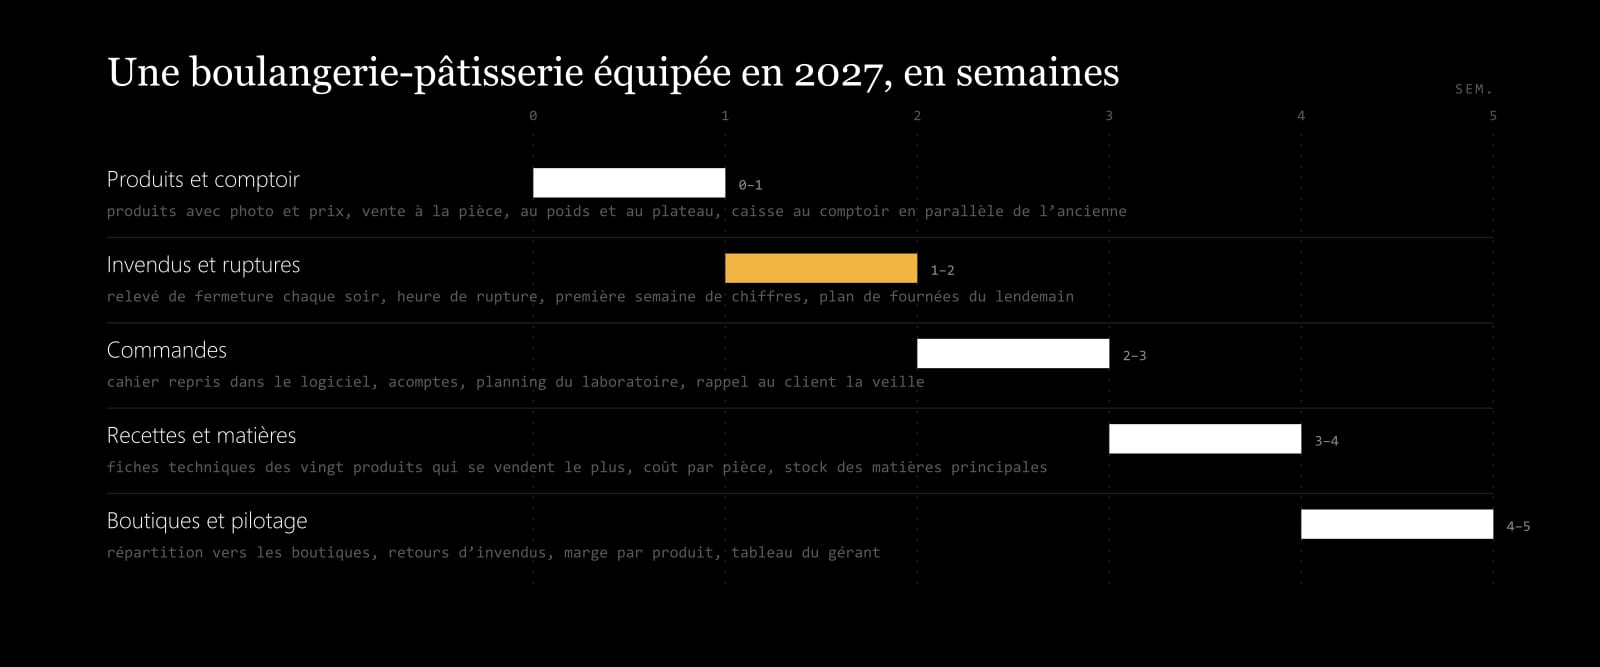 Une boulangerie-pâtisserie équipée en 2027, en semaines
SEM.
0 1 2 3 4 5
Produits et comptoir
0–1
produits avec photo et prix, vente à la pièce, au poids et au plateau, caisse au comptoir en parallèle de l’ancienne
Invendus et ruptures
1–2
relevé de fermeture chaque soir, heure de rupture, première semaine de chiffres, plan de fournées du lendemain
Commandes
2–3
cahier repris dans le logiciel, acomptes, planning du laboratoire, rappel au client la veille
Recettes et matières
3–4
fiches techniques des vingt produits qui se vendent le plus, coût par pièce, stock des matières principales
Boutiques et pilotage
4–5
répartition vers les boutiques, retours d’invendus, marge par produit, tableau du gérant